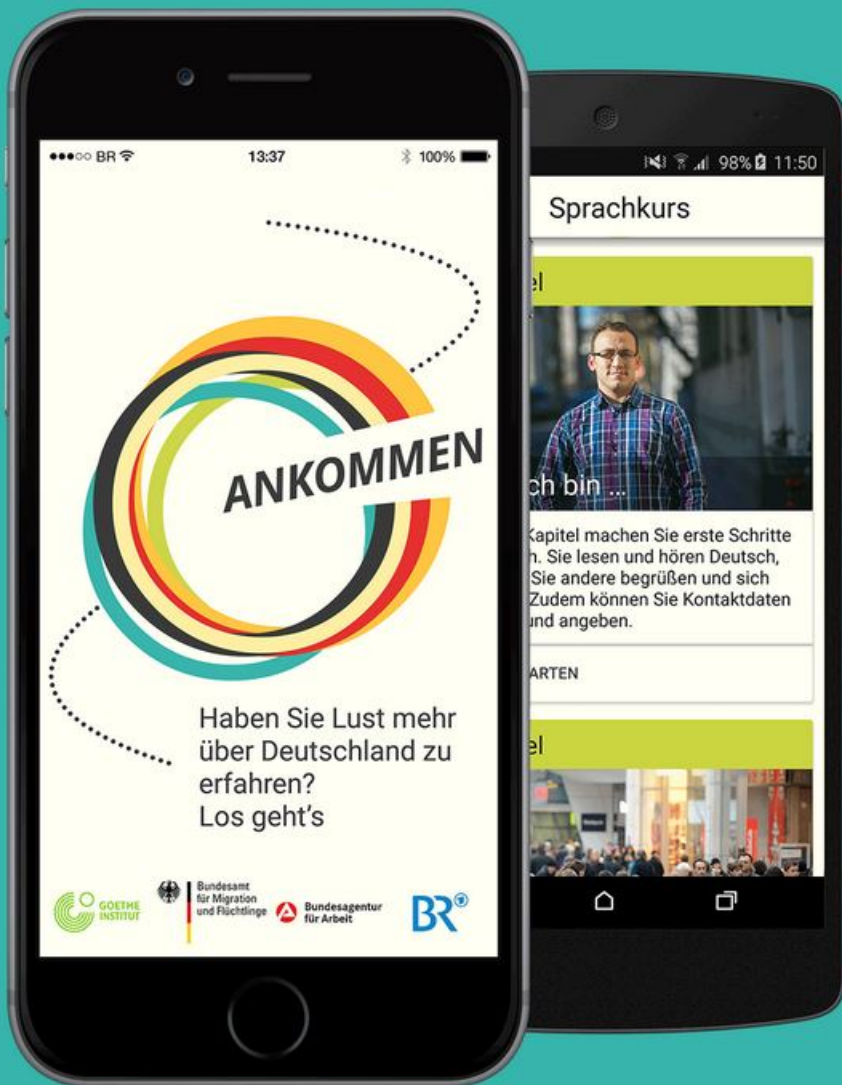 BR
13:37
100%
ANKOMMEN
Haben Sie Lust mehr
über Deutschland zu
erfahren?
Los geht's
GOETHE
INSTITUT
Bundesamt
für Migration
und Flüchtlinge
Bundesagentur
für Arbeit
BR
98% 11:50
Sprachkurs
el
ch bin ...
Kapitel machen Sie erste Schritte
h. Sie lesen und hören Deutsch,
Sie andere begrüßen und sich
Zudem können Sie Kontaktdaten
und angeben.
ARTEN
el